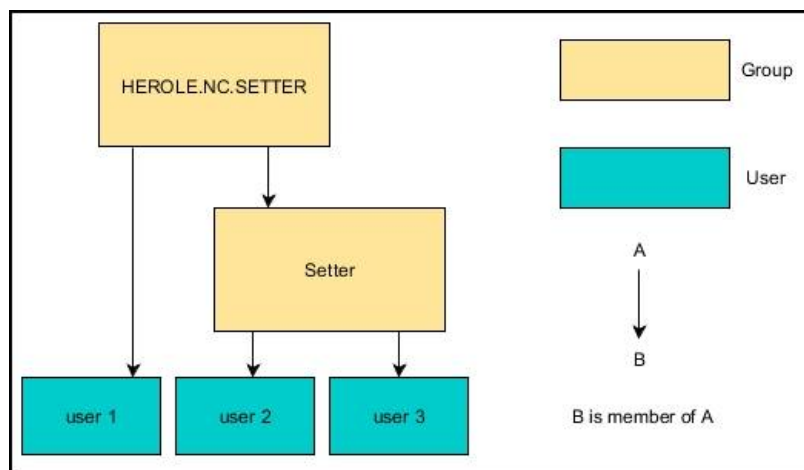 HEROLE.NC.SETTER
Group
User
Setter
A
B
user 1
user 2
user 3
B is member of A